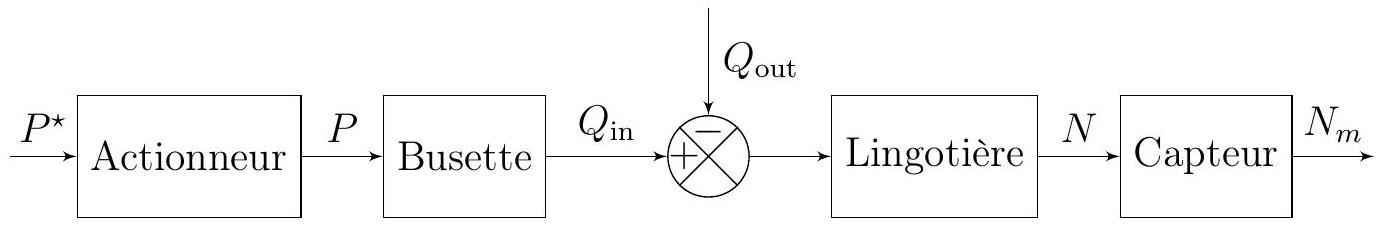 Q_out
P* Actionneur P Busette Q_in + − Lingotière N Capteur N_m